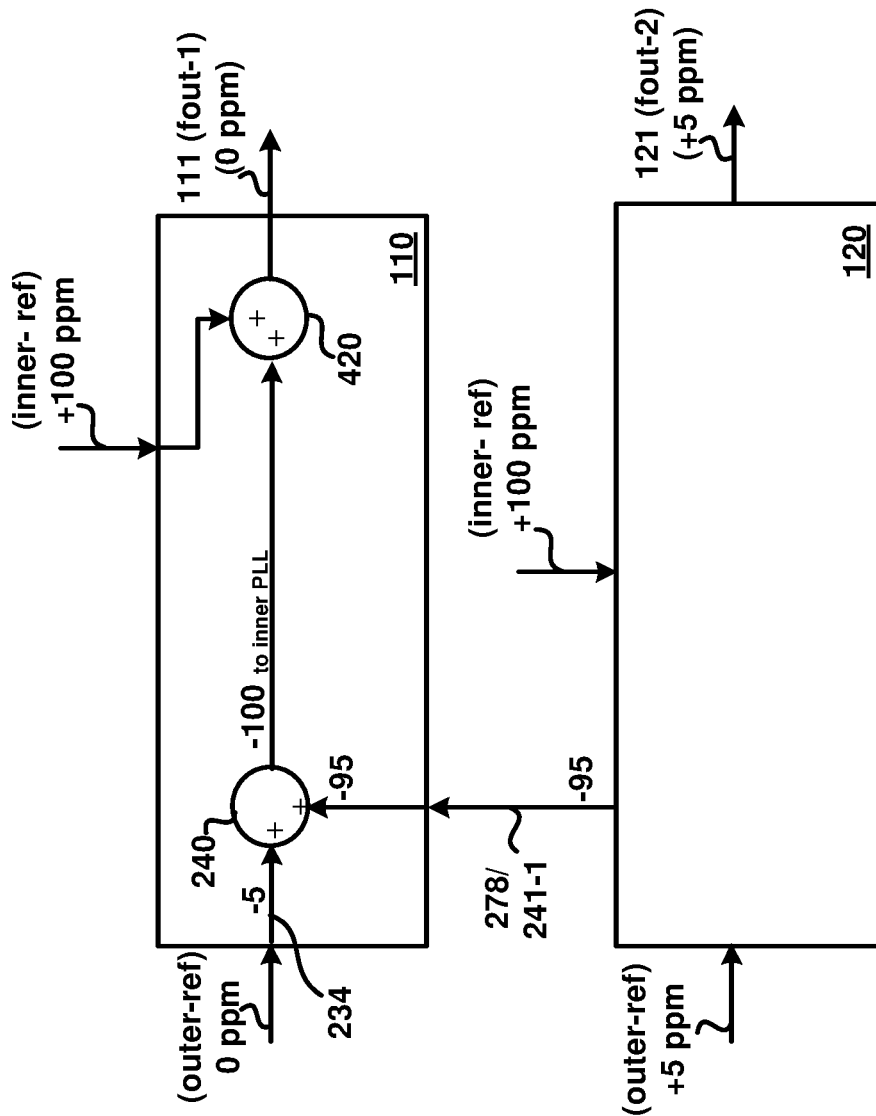 (inner- ref)
+100 ppm
111 (fout-1)
(0 ppm)
(outer-ref)
0 ppm
240
-5
234
+
+
-95
-100 to inner PLL
+
+
420
110
278/
241-1
-95
(inner- ref)
+100 ppm
121 (fout-2)
(+5 ppm)
(outer-ref)
+5 ppm
120